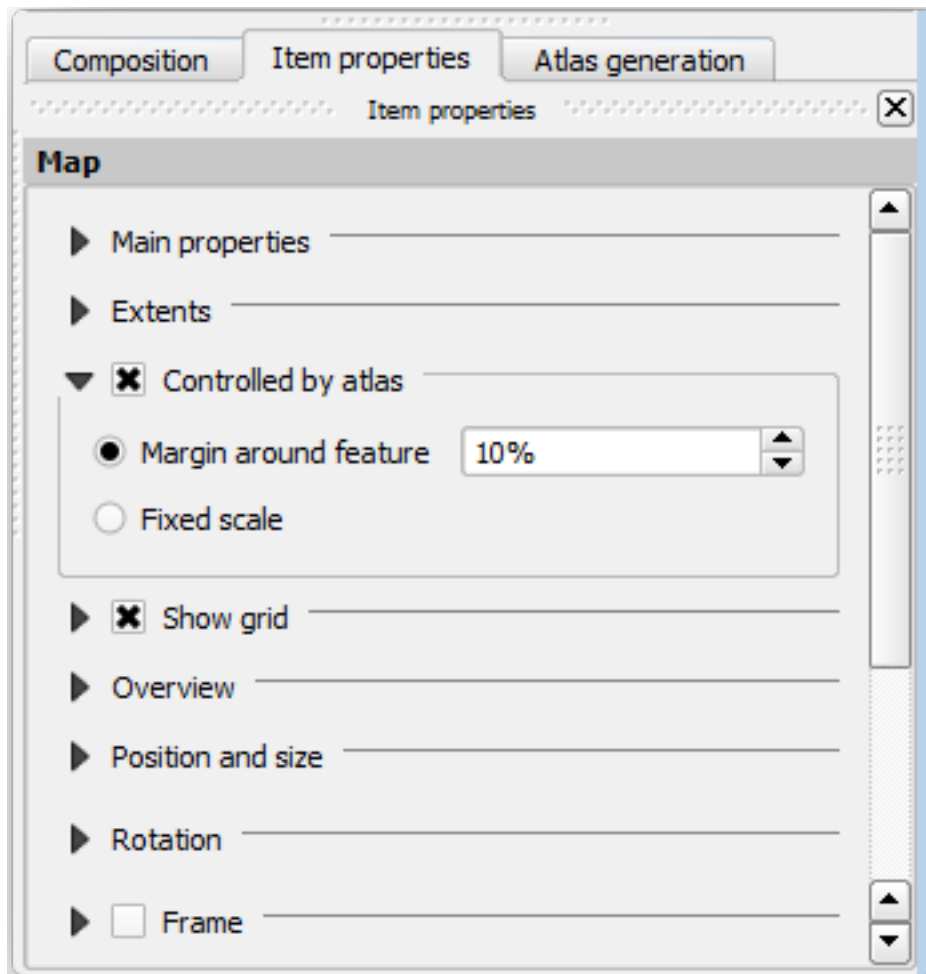 Composition Item properties Atlas generation
Item properties
Map
Main properties
Extents
Controlled by atlas
Margin around feature 10%
Fixed scale
Show grid
Overview
Position and size
Rotation
Frame